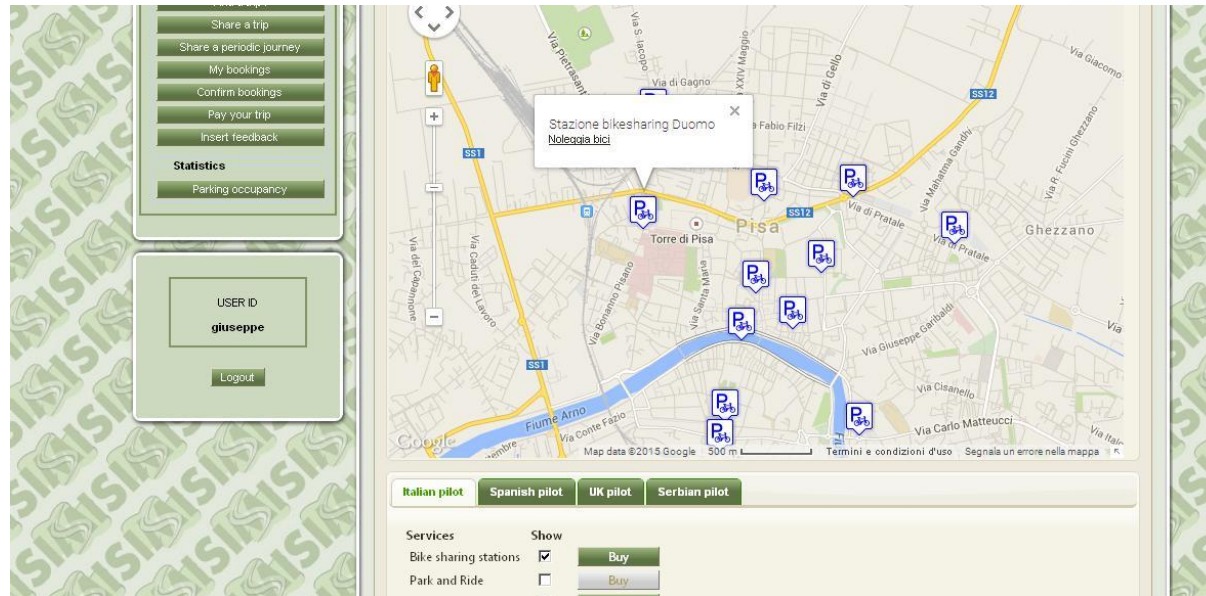 Share a trip
Share a periodic journey
My bookings
Confirm bookings
Pay your trip
Insert feedback
Statistics
Parking occupancy
USER ID
giuseppe
Logout
Via S. Iacopo
Via di Gagno
Via XXIV Maggio
Via di Gello
Via Giacomo
SS12
Stazione bikesharing Duomo
Noleggia bici
Fabio Filzi
SS1
Via Mahatma Gandhi
Via R. Fucini Ghezzano
SS12
Via di Pratale
Pisa
Torre di Pisa
Via di Pratale
Ghezzano
Via del Capannone
Via Caduti del Lavoro
Via Bonanno Pisano
Via Santa Maria
Via Giuseppe Garibaldi
Via
SS1
Via Cisanello
Fiume Arno
Via Conte Fazio
Via Carlo Matteucci
Google
Map data ©2015 Google
500 m
Termini e condizioni d'uso
Segnala un errore nella mappa
Italian pilot
Spanish pilot
UK pilot
Serbian pilot
Services Show
Bike sharing stations Buy
Park and Ride Buy